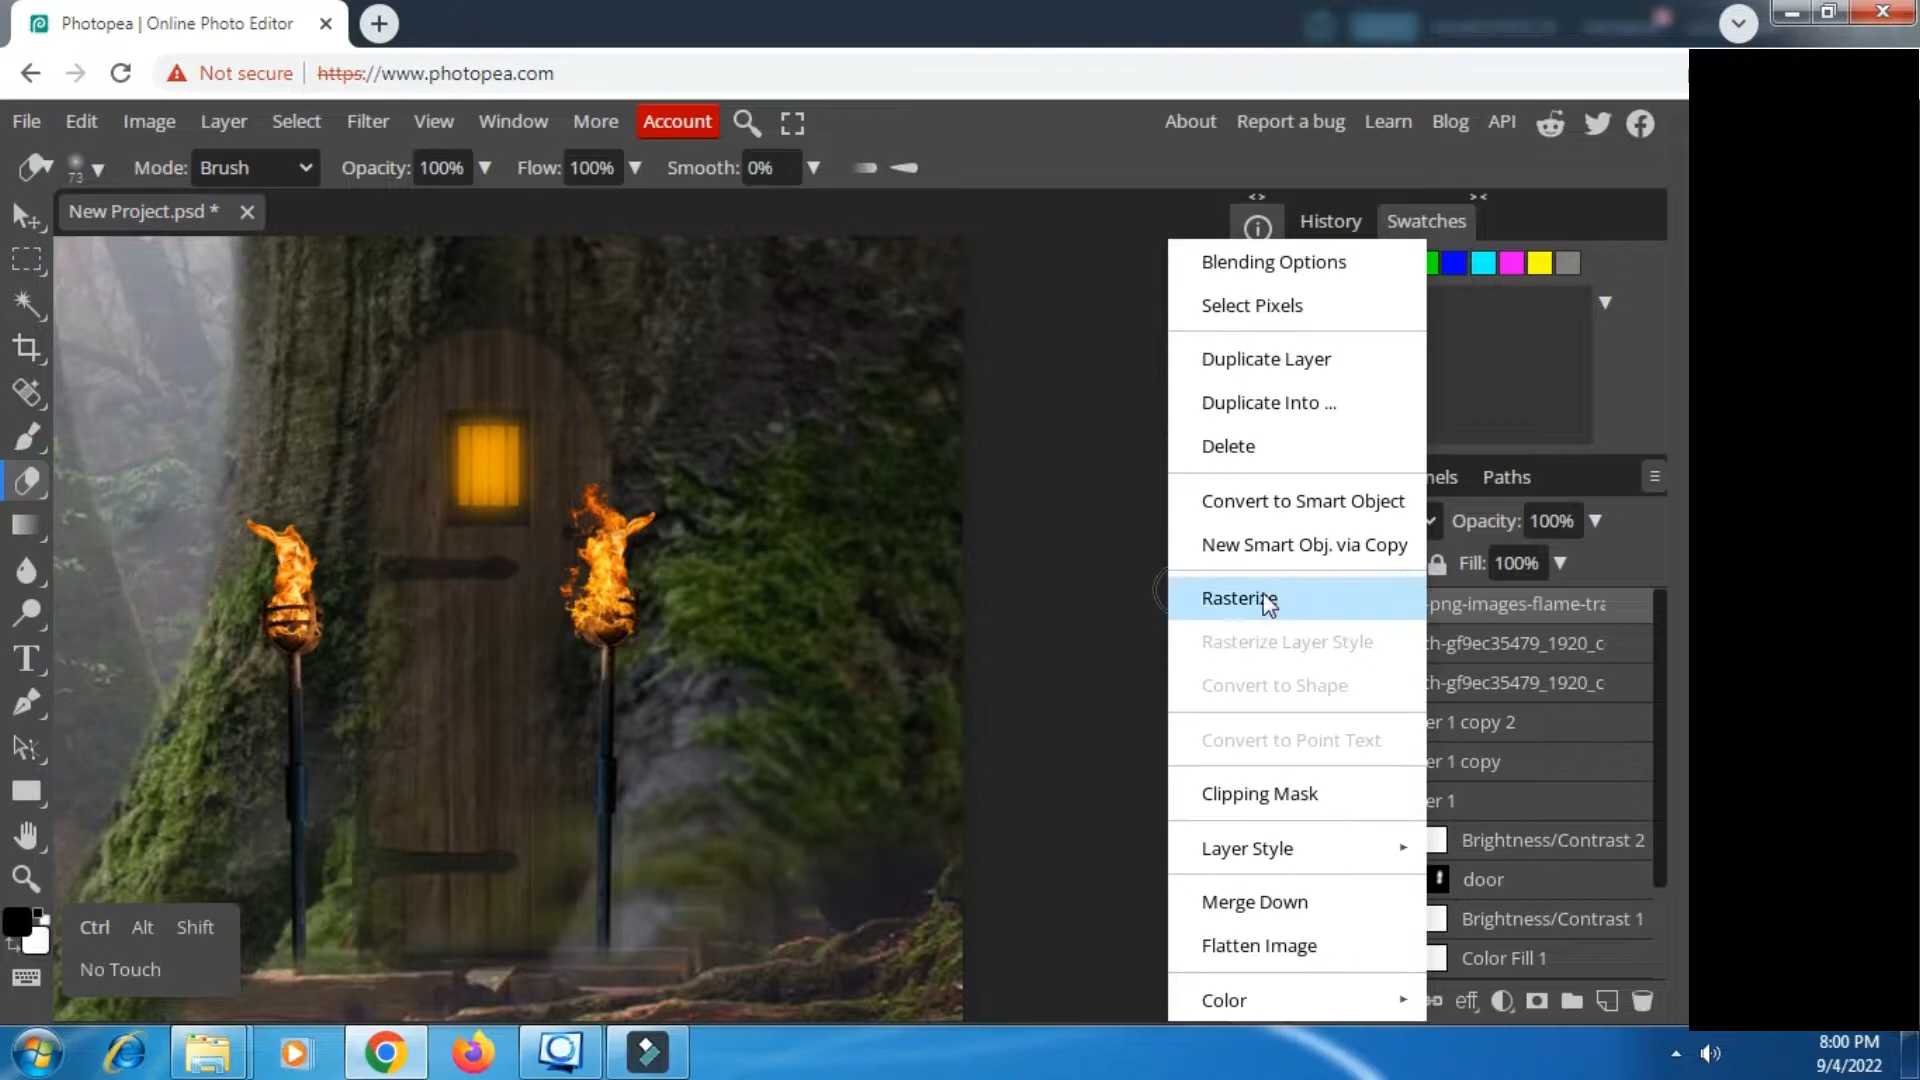 Photopea | Online Photo Editor
Not secure https://www.photopea.com
File Edit Image Layer Select Filter View Window More Account About Report a bug Learn Blog API
73 Mode: Brush Opacity: 100% Flow: 100% Smooth: 0%
New Project.psd *
History Swatches
Blending Options
Select Pixels
Duplicate Layer
Duplicate Into ...
Delete
nels Paths
Convert to Smart Object
Opacity: 100%
New Smart Obj. via Copy
Fill: 100%
Rasterize
-png-images-flame-tra
Rasterize Layer Style
ch-gf9ec35479_1920_c
Convert to Shape
ch-gf9ec35479_1920_c
er 1 copy 2
Convert to Point Text
er 1 copy
Clipping Mask
er 1
Layer Style
Brightness/Contrast 2
door
Merge Down
Brightness/Contrast 1
Flatten Image
Color Fill 1
Color
eff
Ctrl Alt Shift
No Touch
8:00 PM
9/4/2022